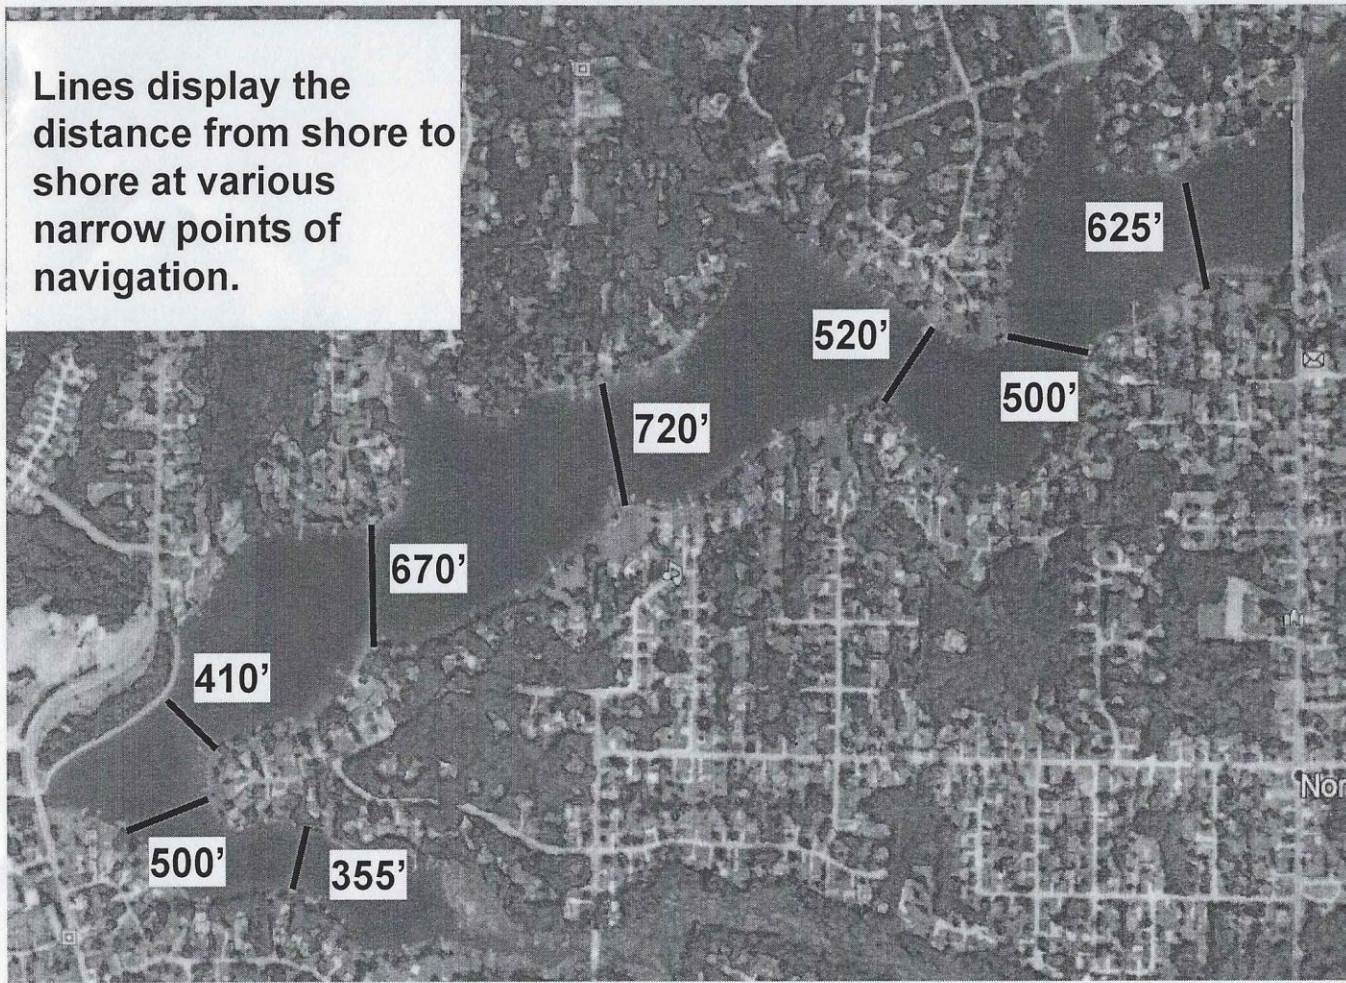 Lines display the
distance from shore to
shore at various
narrow points of
navigation.
625’
520’
500’
720’
670’
410’
500’
355’
Nor